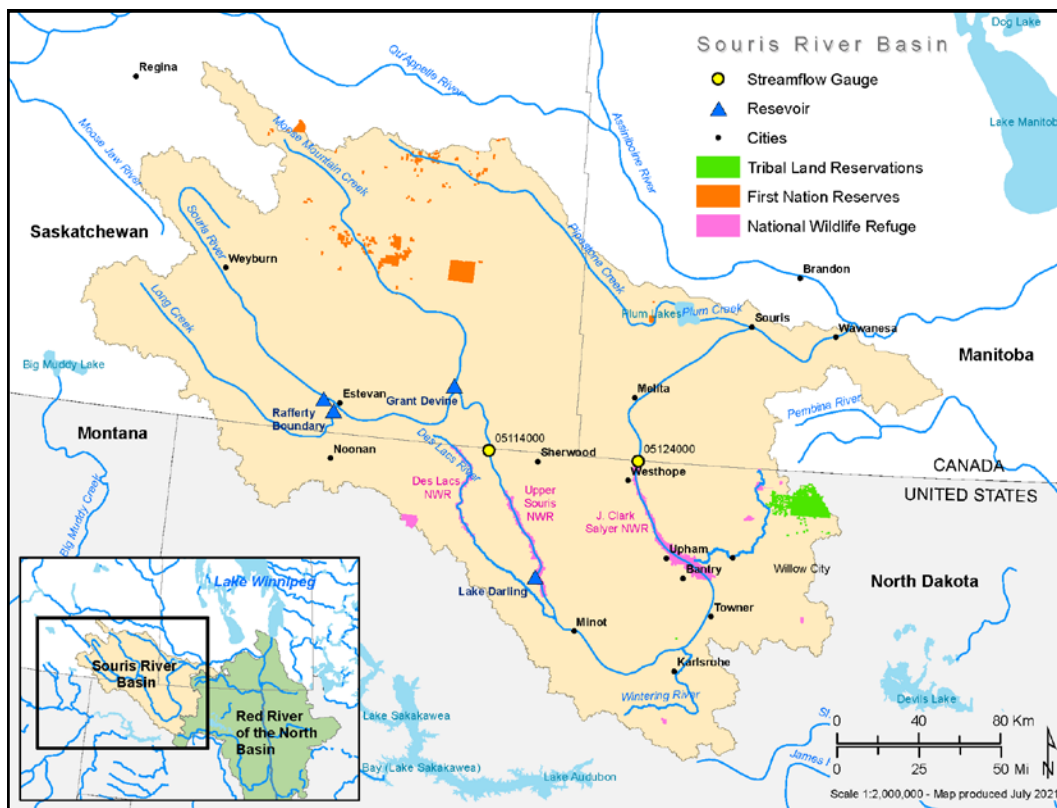 Dog Lake
Souris River Basin
Streamflow Gauge
Resevoir
Cities
Tribal Land Reservations
First Nation Reserves
National Wildlife Refuge
Lake Manitoba
Regina
Qu'Appelle River
Assiniboine River
Moose Jaw River
Moose Mountain Creek
Souris River
Pipestone Creek
Saskatchewan
Weyburn
Long Creek
Brandon
Plum Lakes
Plum Creek
Souris
Wawanesa
Manitoba
Big Muddy Lake
Estevan
Grant Devine
Rafferty
Boundary
Melita
Pembina River
Montana
Noonan
Des Lacs River
05114000
Sherwood
05124000
Westhope
CANADA
UNITED STATES
Des Lacs
NWR
Upper
Souris
NWR
J. Clark
Salyer NWR
Big Muddy Creek
Upham
Bantry
Willow City
North Dakota
Lake Darling
Minot
Towner
Karlsruhe
Wintering River
Devils Lake
Lake Winnipeg
Souris River
Basin
Red River
of the North
Basin
Lake Sakakawea
Bay (Lake Sakakawea)
Lake Audubon
James
0 40 80 Km
0 25 50 Mi
N
Scale 1:2,000,000 - Map produced July 2021